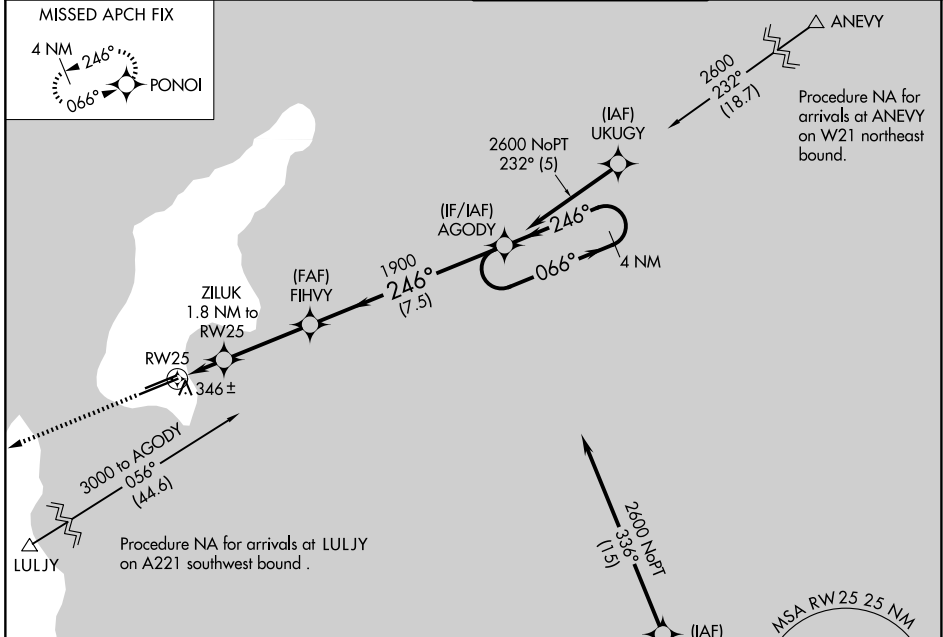 MISSED APCH FIX
4 NM
246°
066°
PONOI
ANEVY
2600
232°
(18.7)
Procedure NA for
arrivals at ANEVY
on W21 northeast
bound.
(IAF)
UKUGY
2600 NoPT
232° (5)
(IF/IAF)
AGODY
246°
066°
4 NM
1900
246°
(7.5)
(FAF)
FIHVY
ZILUK
1.8 NM to
RW25
RW25
346±
3000 to AGODY
056°
(44.6)
LULJY
Procedure NA for arrivals at LULJY
on A221 southwest bound .
2600 NoPT
336°
(15)
(IAF)
MSA RW25 25 NM